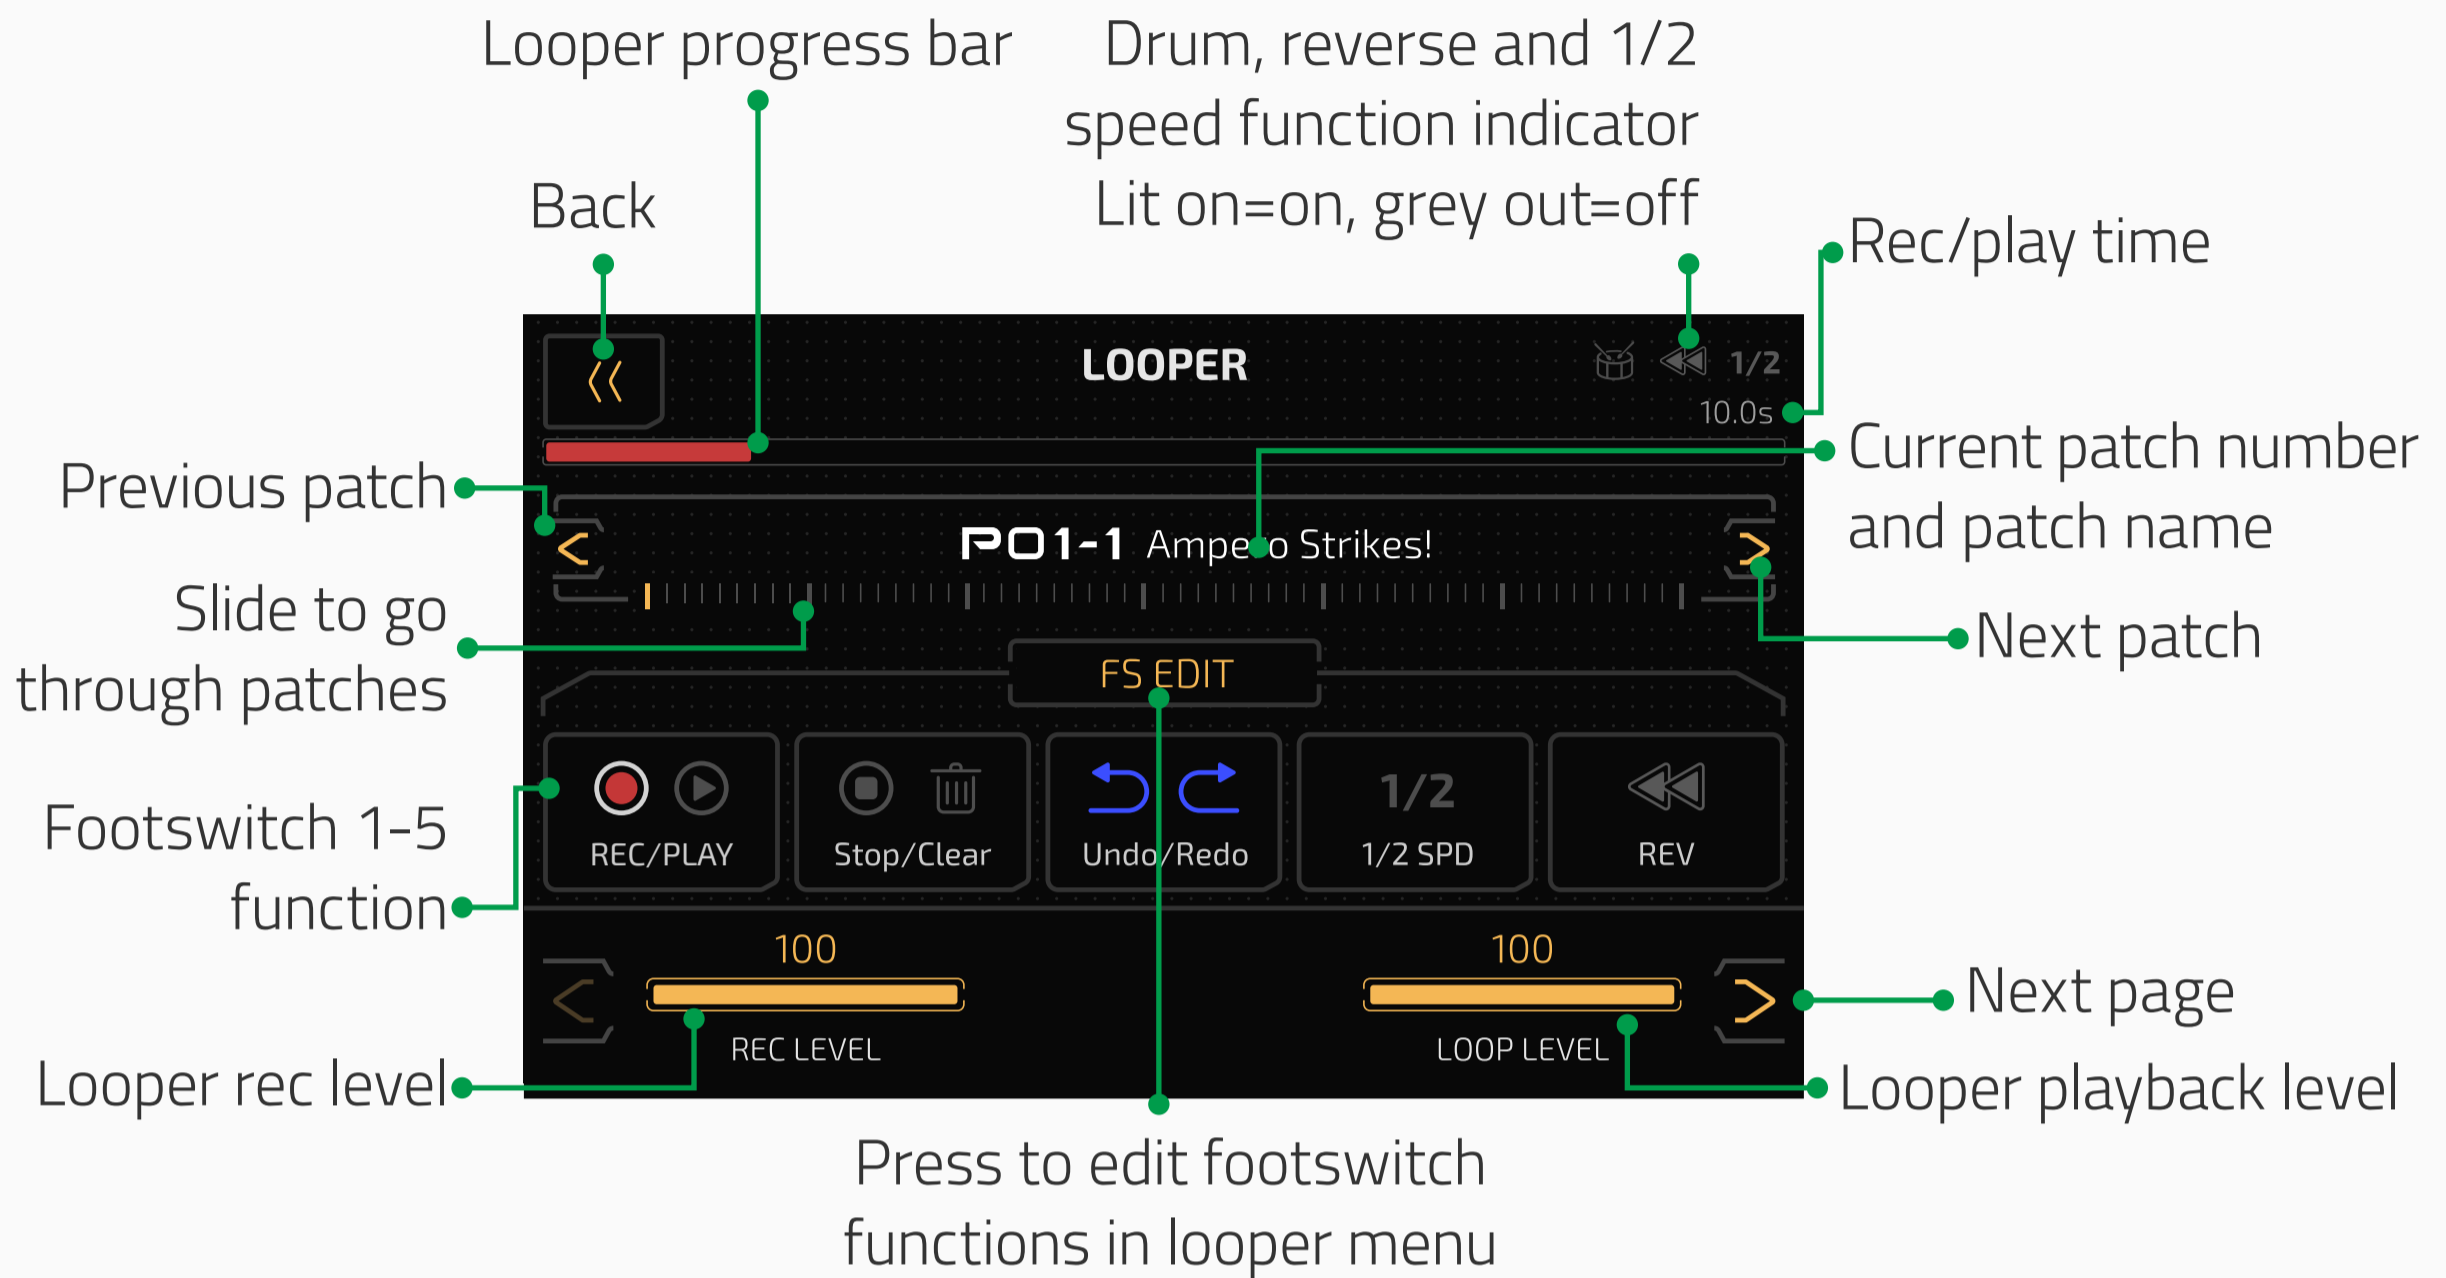 Looper progress bar
Drum, reverse and 1/2
speed function indicator
Lit on=on, grey out=off
Back
Rec/play time
LOOPER
1/2
10.0s
Current patch number
and patch name
Previous patch
P01-1 Ampero Strikes!
Slide to go
through patches
Next patch
FS EDIT
Footswitch 1-5
function
REC/PLAY
Stop/Clear
Undo/Redo
1/2
1/2 SPD
REV
100
REC LEVEL
100
LOOP LEVEL
Next page
Looper rec level
Looper playback level
Press to edit footswitch
functions in looper menu